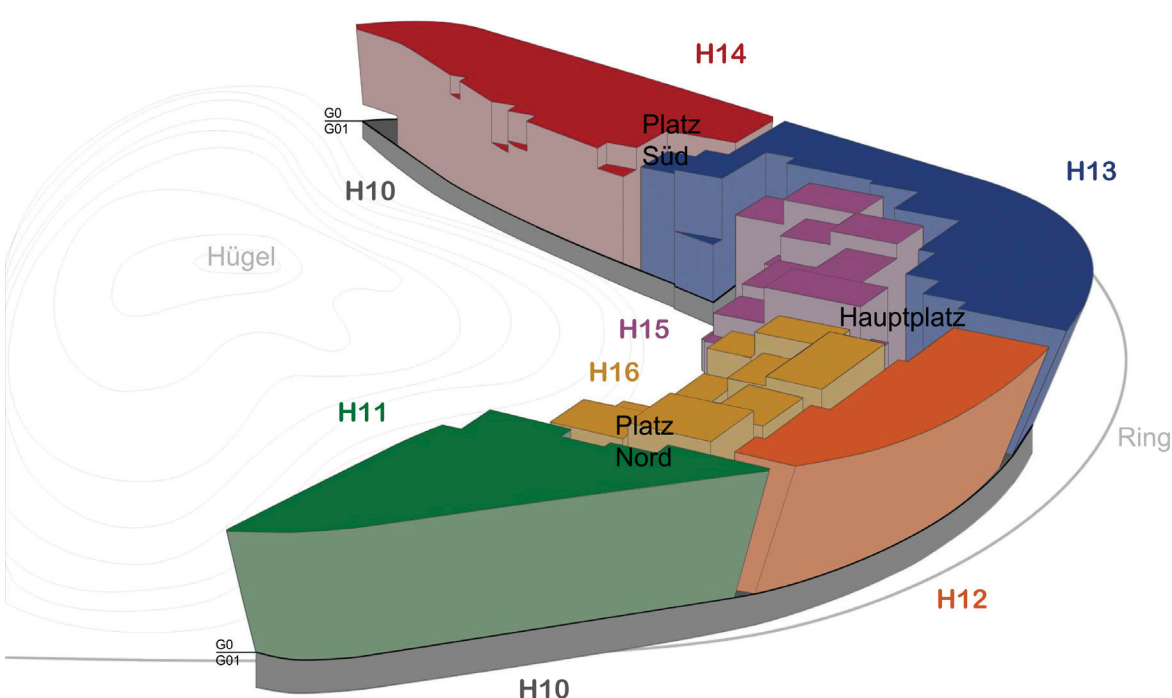 H14
G0
G01
Platz
Süd
H13
H10
Hügel
Hauptplatz
H15
H16
H11
Platz
Nord
Ring
H12
G0
G01
H10